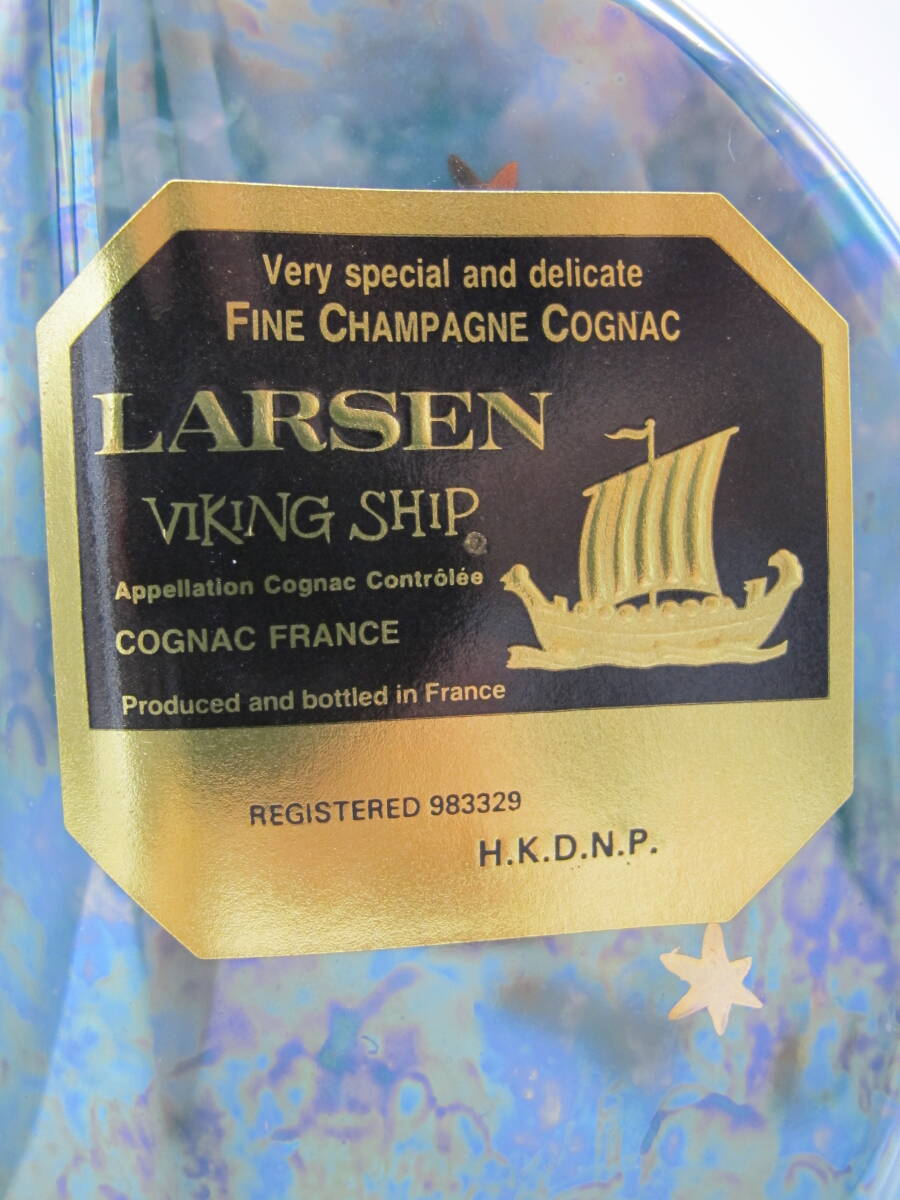 Very special and delicate
FINE CHAMPAGNE COGNAC
LARSEN
VIKING SHIP®
Appellation Cognac Contrôlée
COGNAC FRANCE
Produced and bottled in France
REGISTERED 983329
H.K.D.N.P.